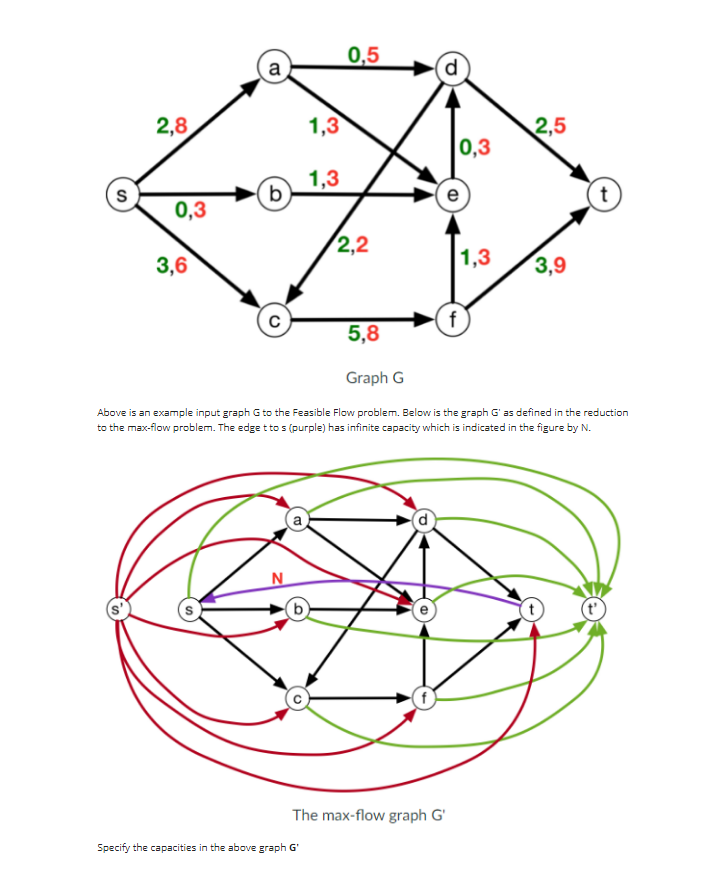 0,5
a
d
2,8
1,3
2,5
0,3
1,3
s
b
e
t
0,3
2,2
3,6
1,3
3,9
c
f
5,8
Graph G
Above is an example input graph G to the Feasible Flow problem. Below is the graph G' as defined in the reduction
to the max-flow problem. The edge t to s (purple) has infinite capacity which is indicated in the figure by N.
a
d
N
s'
s
b
e
t
t'
c
f
The max-flow graph G'
Specify the capacities in the above graph G'